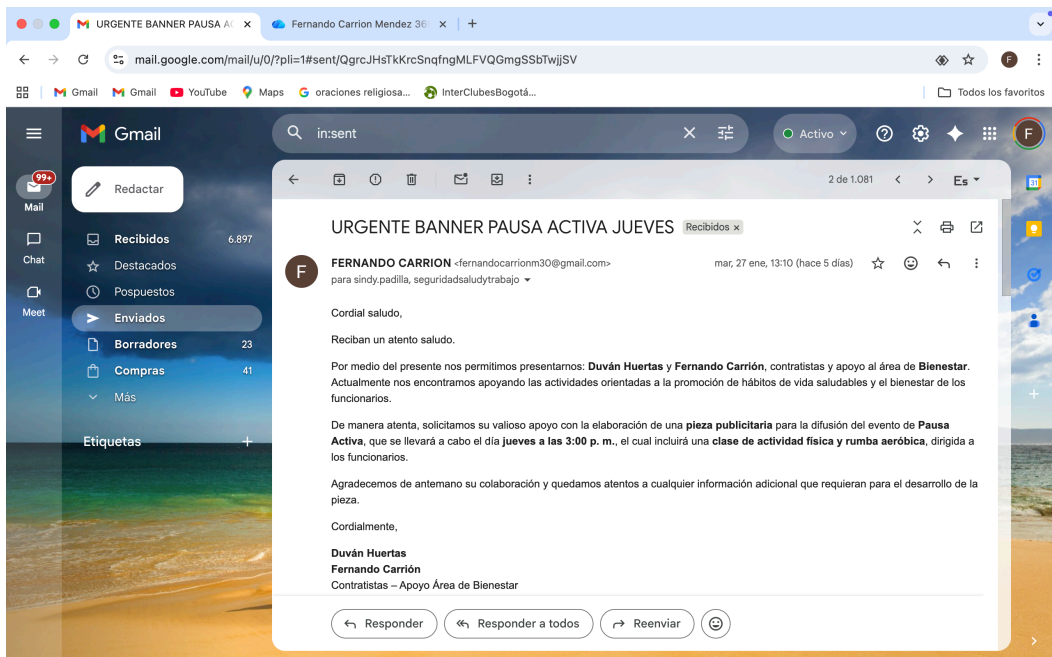 URGENTE BANNER PAUSA AC
Fernando Carrion Mendez 36
mail.google.com/mail/u/0/?pli=1#sent/QgrcJHsTkKrcSnqfngMLFVQGmgSSbTwjjSV
F
Gmail
Gmail
YouTube
Maps
oraciones religiosa...
InterClubesBogotá...
Todos los favoritos
Gmail
in:sent
Activo
F
99+
Mail
Chat
Meet
Redactar
Recibidos 6.897
Destacados
Pospuestos
Enviados
Borradores 23
Compras 41
Más
Etiquetas
2 de 1.081
Es
31
URGENTE BANNER PAUSA ACTIVA JUEVES
Recibidos x
F
FERNANDO CARRION <fernandocarrionm30@gmail.com>
mar, 27 ene, 13:10 (hace 5 días)
para sindy.padilla, seguridadsaludytrabajo
Cordial saludo,
Reciban un atento saludo.
Por medio del presente nos permitimos presentarnos: Duván Huertas y Fernando Carrión, contratistas y apoyo al área de Bienestar.
Actualmente nos encontramos apoyando las actividades orientadas a la promoción de hábitos de vida saludables y el bienestar de los
funcionarios.
De manera atenta, solicitamos su valioso apoyo con la elaboración de una pieza publicitaria para la difusión del evento de Pausa
Activa, que se llevará a cabo el día jueves a las 3:00 p. m., el cual incluirá una clase de actividad física y rumba aeróbica, dirigida a
los funcionarios.
Agradecemos de antemano su colaboración y quedamos atentos a cualquier información adicional que requieran para el desarrollo de la
pieza.
Cordialmente,
Duván Huertas
Fernando Carrión
Contratistas – Apoyo Área de Bienestar
Responder
Responder a todos
Reenviar